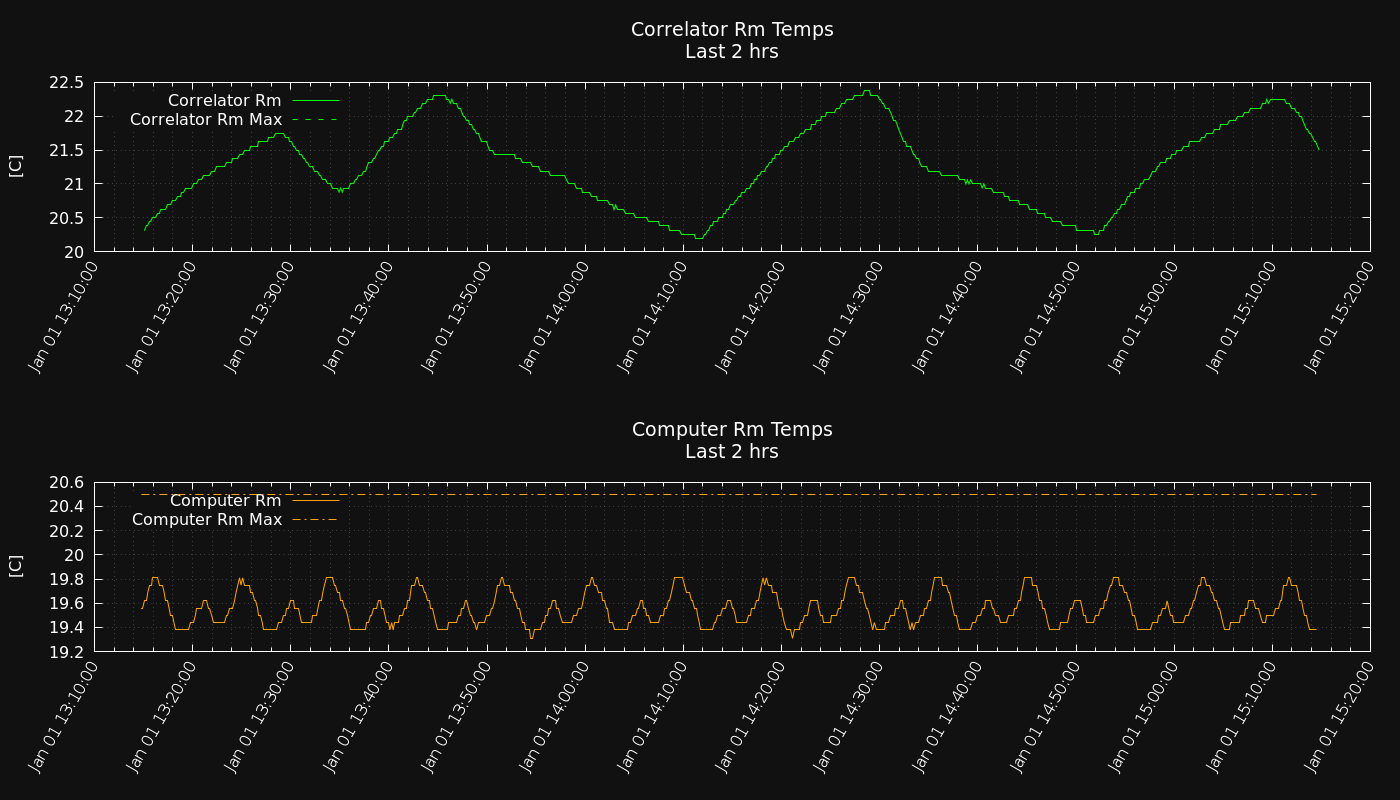 Correlator Rm Temps
Last 2 hrs
22.5
22
21.5
21
20.5
20
[C]
Correlator Rm
Correlator Rm Max
Jan 01 13:10:00
Jan 01 13:20:00
Jan 01 13:30:00
Jan 01 13:40:00
Jan 01 13:50:00
Jan 01 14:00:00
Jan 01 14:10:00
Jan 01 14:20:00
Jan 01 14:30:00
Jan 01 14:40:00
Jan 01 14:50:00
Jan 01 15:00:00
Jan 01 15:10:00
Jan 01 15:20:00
Computer Rm Temps
Last 2 hrs
20.6
20.4
20.2
20
19.8
19.6
19.4
19.2
[C]
Computer Rm
Computer Rm Max
Jan 01 13:10:00
Jan 01 13:20:00
Jan 01 13:30:00
Jan 01 13:40:00
Jan 01 13:50:00
Jan 01 14:00:00
Jan 01 14:10:00
Jan 01 14:20:00
Jan 01 14:30:00
Jan 01 14:40:00
Jan 01 14:50:00
Jan 01 15:00:00
Jan 01 15:10:00
Jan 01 15:20:00